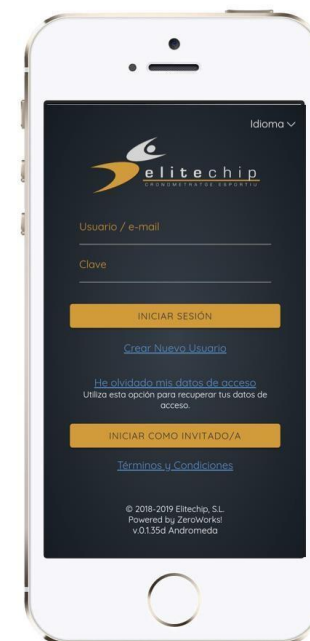 Idioma
elitechip
CRONOMETRATGE ESPORTIU
Usuario / e-mail
Clave
INICIAR SESIÓN
Crear Nuevo Usuario
He olvidado mis datos de acceso
Utiliza esta opción para recuperar tus datos de
acceso.
INICIAR COMO INVITADO/A
Términos y Condiciones
© 2018-2019 Elitechip, S.L.
Powered by ZeroWorks!
v.0.1.35d Andromeda